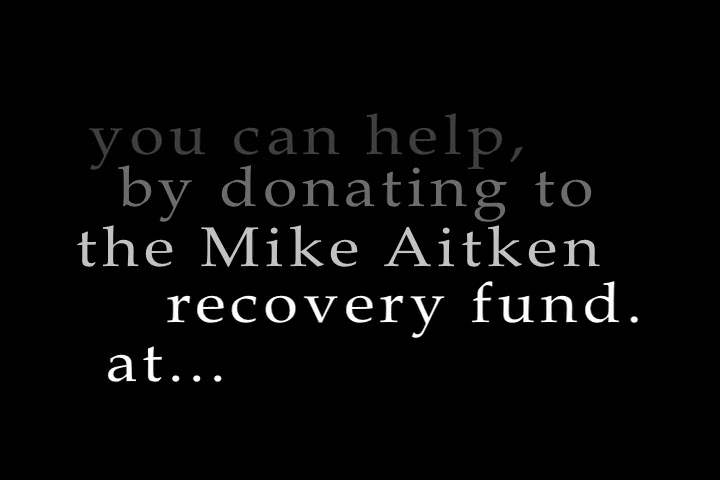 you can help,
by donating to
the Mike Aitken
recovery fund.
at...